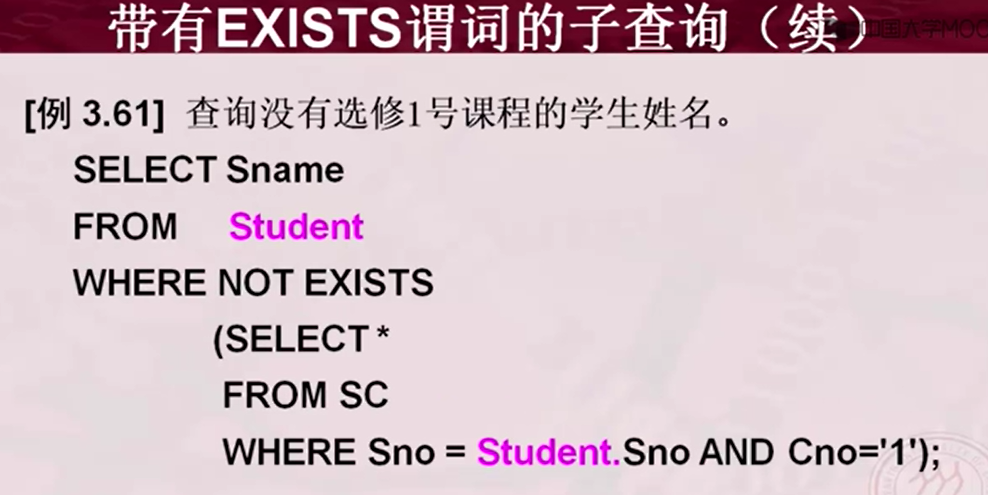 带有EXISTS谓词的子查询（续）
中国大学MOOC
[例 3.61] 查询没有选修1号课程的学生姓名。
SELECT Sname
FROM Student
WHERE NOT EXISTS
(SELECT *
FROM SC
WHERE Sno = Student.Sno AND Cno='1');